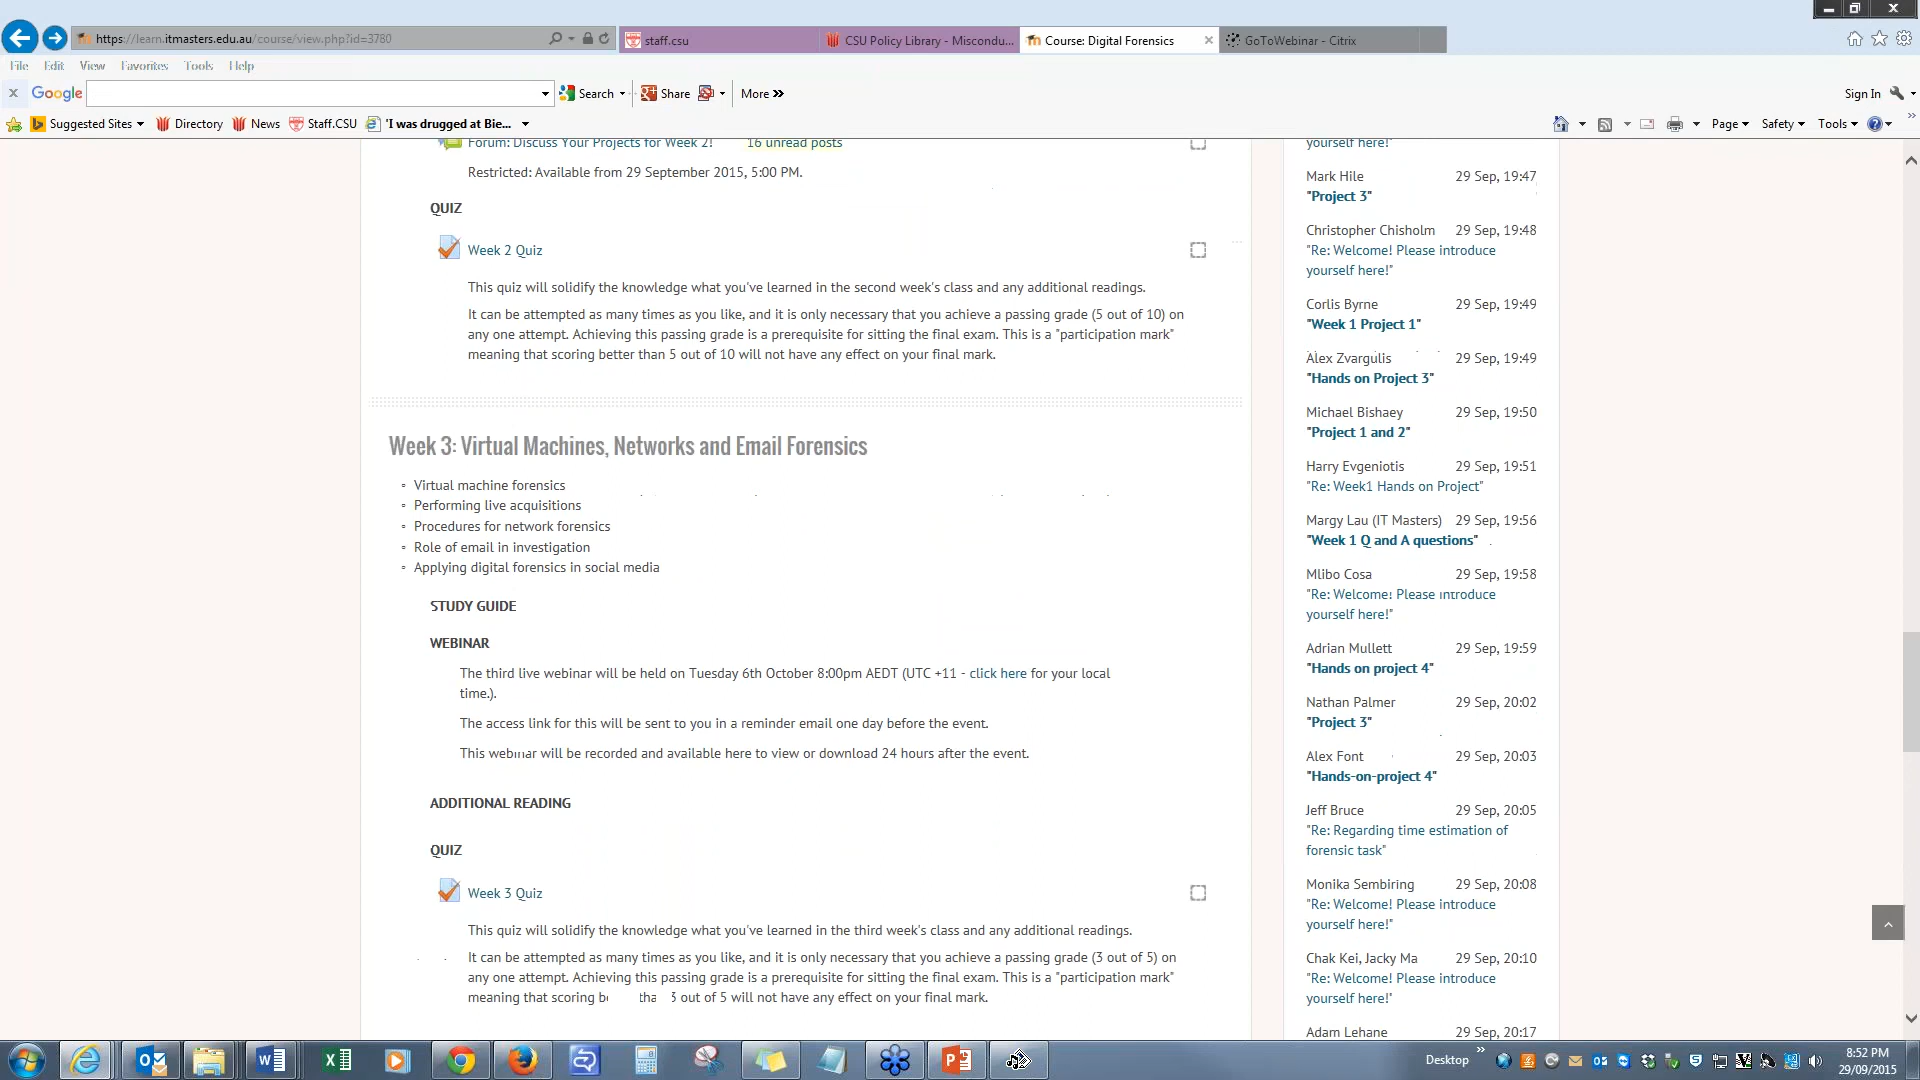 https://learn.itmasters.edu.au/course/view.php?id=3780
staff.csu
CSU Policy Library - Miscondu...
Course: Digital Forensics
GoToWebinar - Citrix
File Edit View Favorites Tools Help
x Google Search Share More »
Sign In
Suggested Sites Directory News Staff.CSU 'I was drugged at Bie...
Page Safety Tools
Forum: Discuss Your Projects for Week 2! 16 unread posts
Restricted: Available from 29 September 2015, 5:00 PM.
QUIZ
Week 2 Quiz
This quiz will solidify the knowledge what you've learned in the second week's class and any additional readings.
It can be attempted as many times as you like, and it is only necessary that you achieve a passing grade (5 out of 10) on
any one attempt. Achieving this passing grade is a prerequisite for sitting the final exam. This is a "participation mark"
meaning that scoring better than 5 out of 10 will not have any effect on your final mark.
Week 3: Virtual Machines, Networks and Email Forensics
Virtual machine forensics
Performing live acquisitions
Procedures for network forensics
Role of email in investigation
Applying digital forensics in social media
STUDY GUIDE
WEBINAR
The third live webinar will be held on Tuesday 6th October 8:00pm AEDT (UTC +11 - click here for your local
time.).
The access link for this will be sent to you in a reminder email one day before the event.
This webinar will be recorded and available here to view or download 24 hours after the event.
ADDITIONAL READING
QUIZ
Week 3 Quiz
This quiz will solidify the knowledge what you've learned in the third week's class and any additional readings.
It can be attempted as many times as you like, and it is only necessary that you achieve a passing grade (3 out of 5) on
any one attempt. Achieving this passing grade is a prerequisite for sitting the final exam. This is a "participation mark"
meaning that scoring 3 out of 5 will not have any effect on your final mark.
yourself here!"
Mark Hile 29 Sep, 19:47
"Project 3"
Christopher Chisholm 29 Sep, 19:48
"Re: Welcome! Please introduce
yourself here!"
Corlis Byrne 29 Sep, 19:49
"Week 1 Project 1"
Alex Zvargulis 29 Sep, 19:49
"Hands on Project 3"
Michael Bishaey 29 Sep, 19:50
"Project 1 and 2"
Harry Evgeniotis 29 Sep, 19:51
"Re: Week1 Hands on Project"
Margy Lau (IT Masters) 29 Sep, 19:56
"Week 1 Q and A questions"
Mlibo Cosa 29 Sep, 19:58
"Re: Welcome! Please introduce
yourself here!"
Adrian Mullett 29 Sep, 19:59
"Hands on project 4"
Nathan Palmer 29 Sep, 20:02
"Project 3"
Alex Font 29 Sep, 20:03
"Hands-on-project 4"
Jeff Bruce 29 Sep, 20:05
"Re: Regarding time estimation of
forensic task"
Monika Sembiring 29 Sep, 20:08
"Re: Welcome! Please introduce
yourself here!"
Chak Kei, Jacky Ma 29 Sep, 20:10
"Re: Welcome! Please introduce
yourself here!"
Adam Lehane 29 Sep, 20:17
Desktop »
8:52 PM
29/09/2015